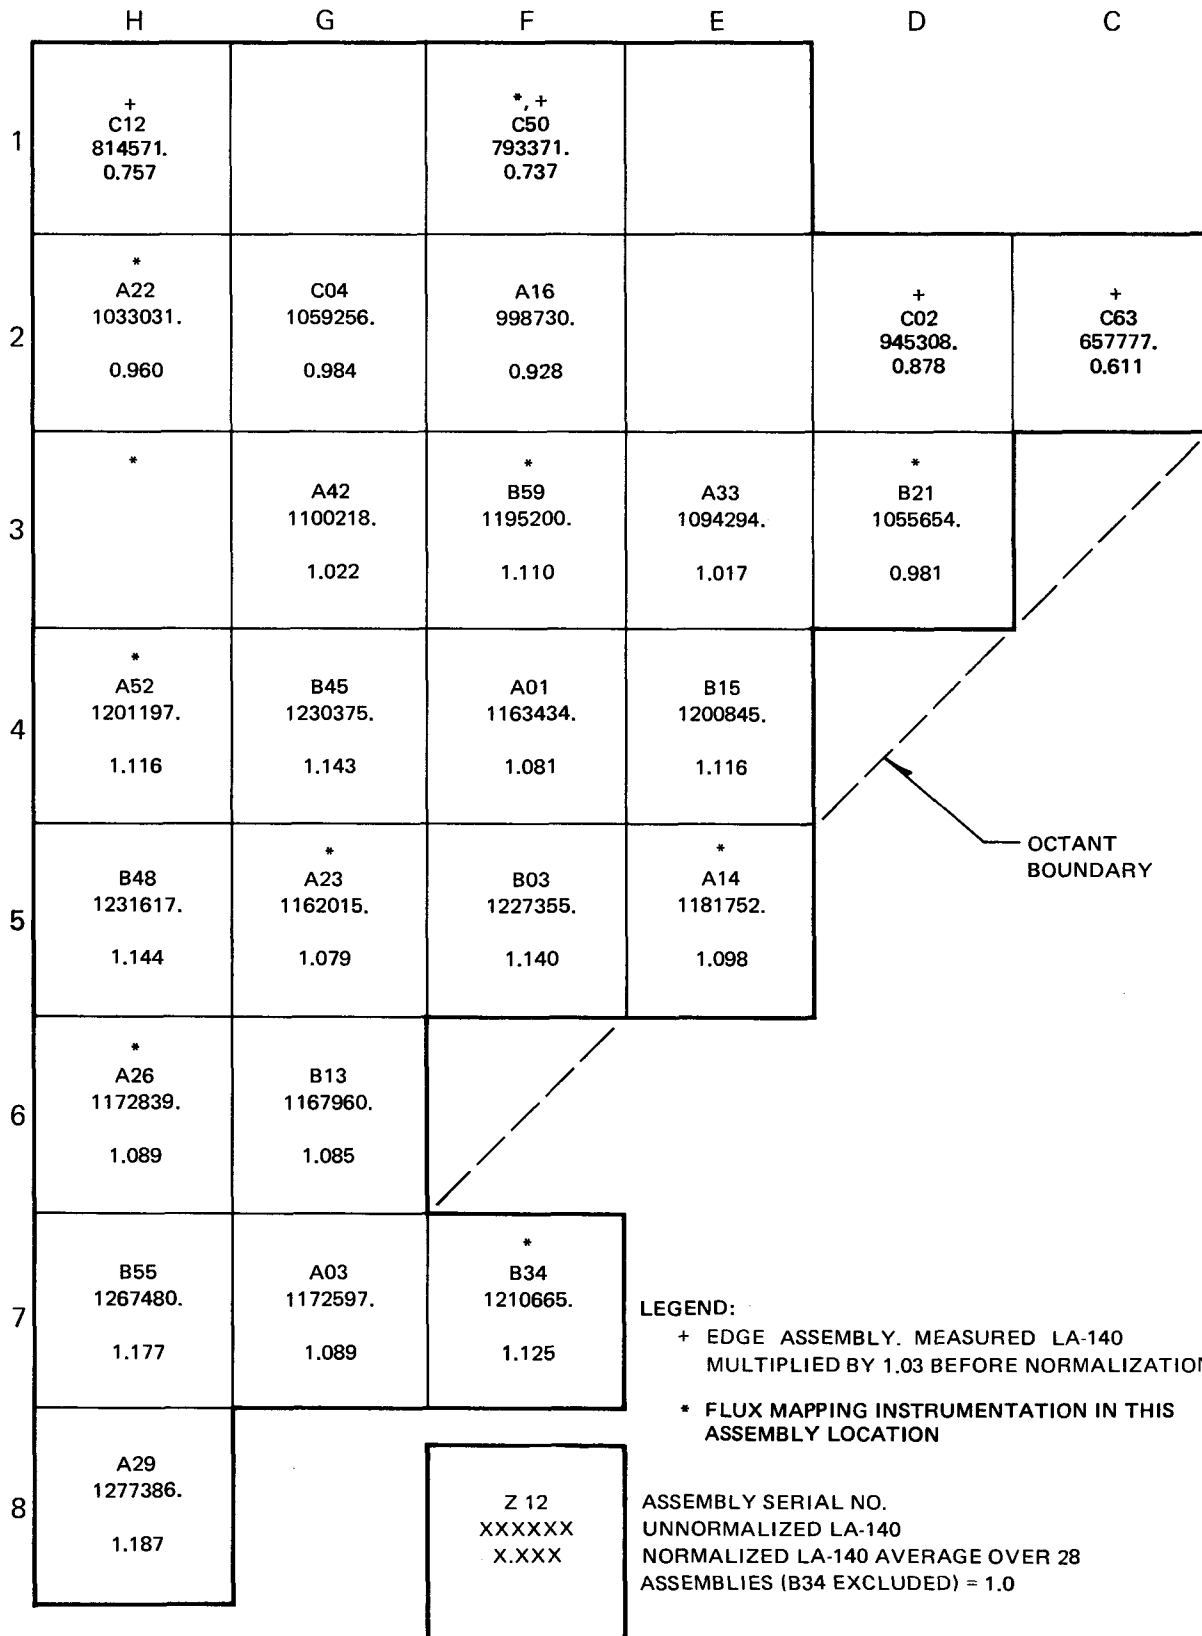 H G F E D C
1
+
C12
814571.
0.757
*, +
C50
793371.
0.737
2
*
A22
1033031.
0.960
C04
1059256.
0.984
A16
998730.
0.928
+
C02
945308.
0.878
+
C63
657777.
0.611
3
*
A42
1100218.
1.022
*
B59
1195200.
1.110
A33
1094294.
1.017
*
B21
1055654.
0.981
4
*
A52
1201197.
1.116
B45
1230375.
1.143
A01
1163434.
1.081
B15
1200845.
1.116
OCTANT
BOUNDARY
5
B48
1231617.
1.144
*
A23
1162015.
1.079
B03
1227355.
1.140
*
A14
1181752.
1.098
6
*
A26
1172839.
1.089
B13
1167960.
1.085
7
B55
1267480.
1.177
A03
1172597.
1.089
*
B34
1210665.
1.125
LEGEND:
+ EDGE ASSEMBLY. MEASURED LA-140
MULTIPLIED BY 1.03 BEFORE NORMALIZATION
* FLUX MAPPING INSTRUMENTATION IN THIS
ASSEMBLY LOCATION
8
A29
1277386.
1.187
Z 12
XXXXXX
X.XXX
ASSEMBLY SERIAL NO.
UNNORMALIZED LA-140
NORMALIZED LA-140 AVERAGE OVER 28
ASSEMBLIES (B34 EXCLUDED) = 1.0